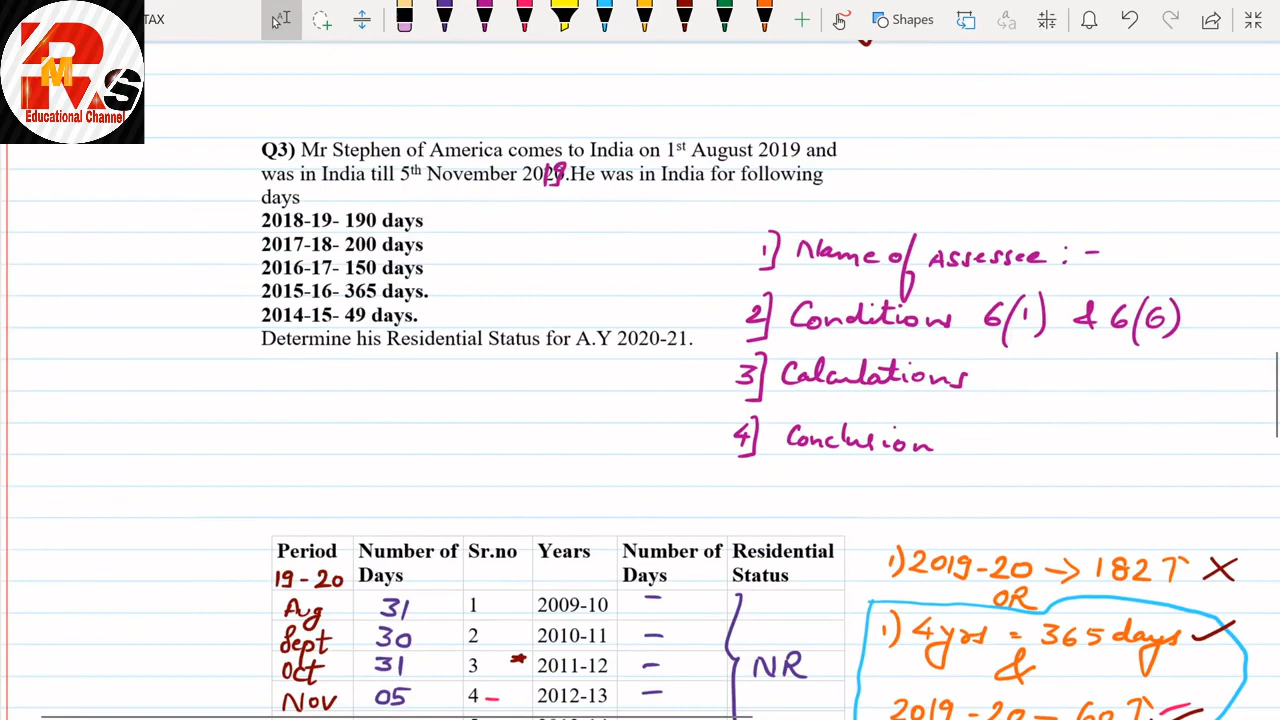 TAX
Shapes
R
M
S
Educational Channel
Q3) Mr Stephen of America comes to India on 1st August 2019 and
was in India till 5th November 2019.He was in India for following
days
2018-19- 190 days
2017-18- 200 days
2016-17- 150 days
2015-16- 365 days.
2014-15- 49 days.
Determine his Residential Status for A.Y 2020-21.
1] Name of Assessee : -
2] Conditions 6(1) & 6(6)
3] Calculations
4] Conclusion
Period Number of Sr.no Years Number of Residential
19-20 Days Days Status
Aug 31 1 2009-10 -
Sept 30 2 2010-11 -
Oct 31 3 * 2011-12 - NR
Nov 05 4 - 2012-13 -
1) 2019-20 → 182 ↑ ×
OR
1) 4yrs = 365 days ✓
&